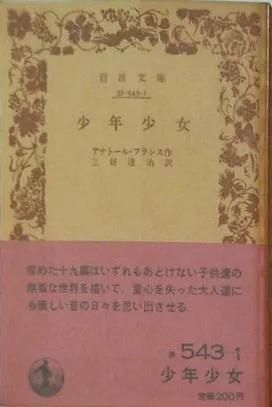 岩波文庫
32-543-1
少年少女
アナトール・フランス作
三好達治訳
収めた十九篇はいずれもあどけない子供達の
無垢な世界を描いて、童心を失った大人達に
も懐しい昔の日々を思い出させる.
赤 543-1
少年少女
定価200円